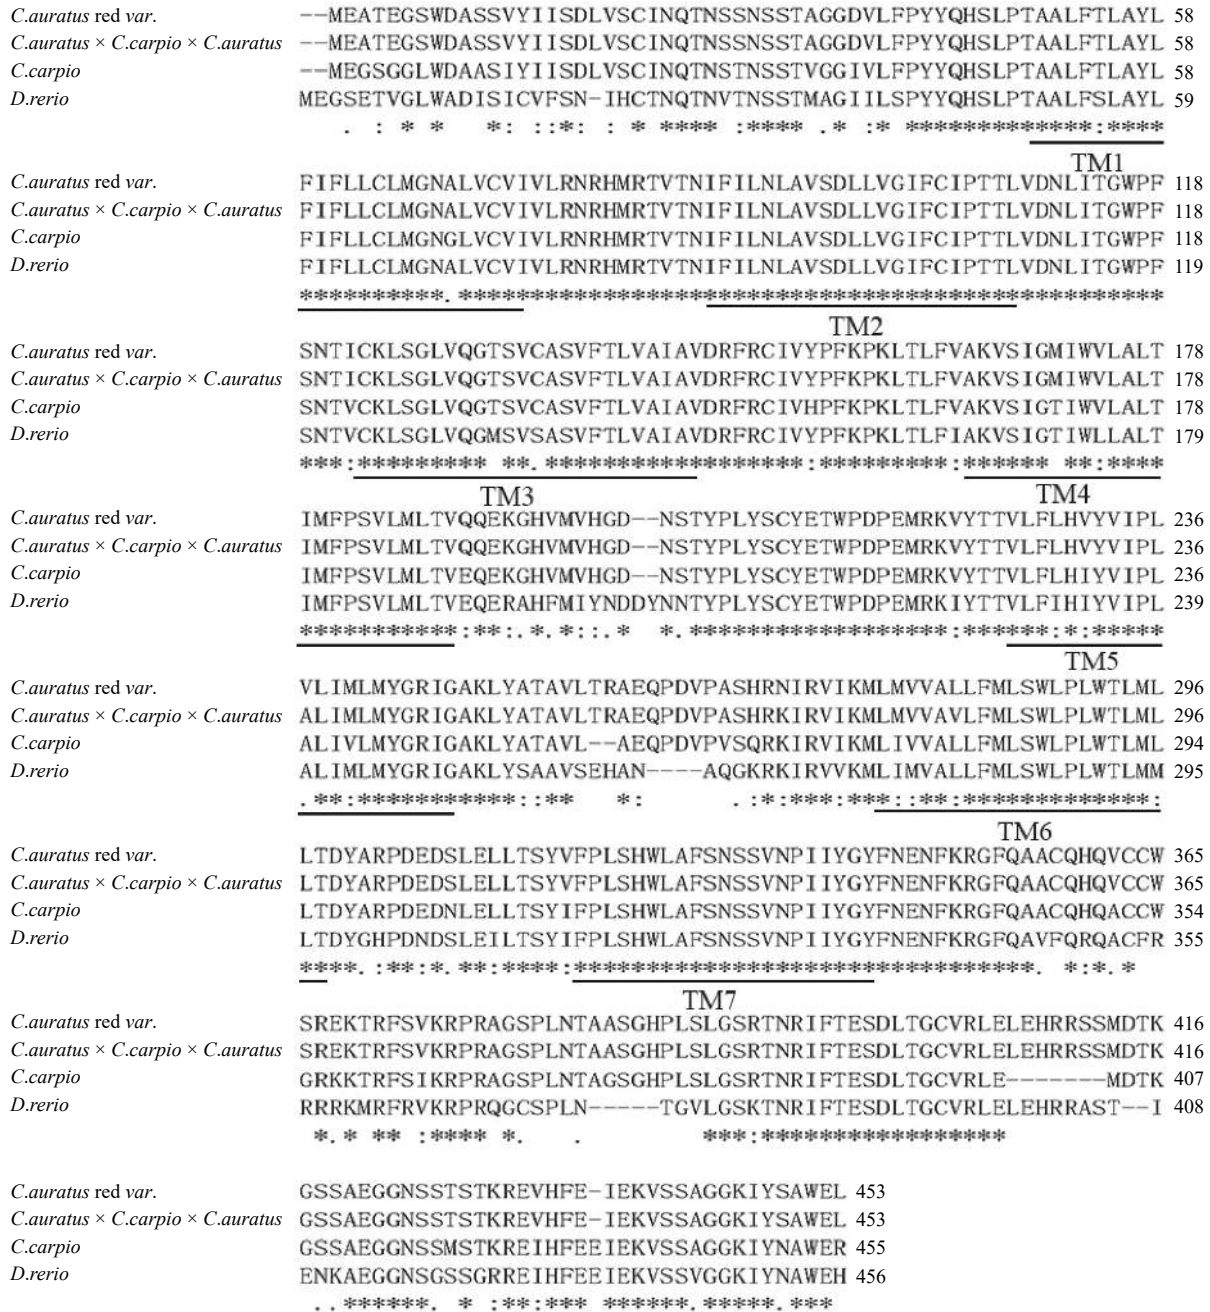 C.auratus red var. --MEATEGSWDASSVYIISDLVSCINQTNSSNSSTAGGDVLFPYYQHSLPTAALFTLAYL 58
C.auratus × C.carpio × C.auratus --MEATEGSWDASSVYIISDLVSCINQTNSSNSSTAGGDVLFPYYQHSLPTAALFTLAYL 58
C.carpio --MEGSGGLWDAASIYIISDLVSCINQTNSTNSSTVGGIVLFPYYQHSLPTAALFTLAYL 58
D.rerio MEGSETVGLWADISICVFSN-IHCTNQTNVTNSSTMAGIILSPYYQHSLPTAALFSLAYL 59
. : * * *: ::*: : * **** :**** .* :* *************:****
TM1
C.auratus red var. FIFLLCLMGNALVCVIVLRNRHMRTVTNIFILNLAVSDLLVGIFCIPTTLVDNLITGWPF 118
C.auratus × C.carpio × C.auratus FIFLLCLMGNALVCVIVLRNRHMRTVTNIFILNLAVSDLLVGIFCIPTTLVDNLITGWPF 118
C.carpio FIFLLCLMGNGLVCVIVLRNRHMRTVTNIFILNLAVSDLLVGIFCIPTTLVDNLITGWPF 118
D.rerio FIFLLCLMGNALVCVIVLRNRHMRTVTNIFILNLAVSDLLVGIFCIPTTLVDNLITGWPF 119
**********.*************************************************
TM2
C.auratus red var. SNTICKLSGLVQGTSVCASVFTLVAIAVDRFRCIVYPFKPKLTLFVAKVSIGMIWVLALT 178
C.auratus × C.carpio × C.auratus SNTICKLSGLVQGTSVCASVFTLVAIAVDRFRCIVYPFKPKLTLFVAKVSIGMIWVLALT 178
C.carpio SNTVCKLSGLVQGTSVCASVFTLVAIAVDRFRCIVHPFKPKLTLFVAKVSIGTIWVLALT 178
D.rerio SNTVCKLSGLVQGMSVSASVFTLVAIAVDRFRCIVYPFKPKLTLFIAKVSIGTIWLLALT 179
***:********* **.******************:*********:****** **:****
TM3 TM4
C.auratus red var. IMFPSVLMLTVQQEKGHVMVHGD--NSTYPLYSCYETWPDPEMRKVYTTVLFLHVYVIPL 236
C.auratus × C.carpio × C.auratus IMFPSVLMLTVQQEKGHVMVHGD--NSTYPLYSCYETWPDPEMRKVYTTVLFLHVYVIPL 236
C.carpio IMFPSVLMLTVEQEKGHVMVHGD--NSTYPLYSCYETWPDPEMRKVYTTVLFLHIYVIPL 236
D.rerio IMFPSVLMLTVEQERAHFMIYNDDYNNTYPLYSCYETWPDPEMRKIYTTVLFIHIYVIPL 239
***********:**:.*.*::.* *.******************:******:*:*****
TM5
C.auratus red var. VLIMLMYGRIGAKLYATAVLTRAEQPDVPASHRNIRVIKMLMVVALLFMLSWLPLWTLML 296
C.auratus × C.carpio × C.auratus ALIMLMYGRIGAKLYATAVLTRAEQPDVPASHRKIRVIKMLMVVAVLFMLSWLPLWTLML 296
C.carpio ALIVLMYGRIGAKLYATAVL--AEQPDVPVSQRKIRVIKMLIVVALLFMLSWLPLWTLML 294
D.rerio ALIMLMYGRIGAKLYSAAVSEHAN----AQGKRKIRVVKMLIMVALLFMLSWLPLWTLMM 295
.**:***********::** *: .:*:***:***::**:*************:
TM6
C.auratus red var. LTDYARPDEDSLELLTSYVFPLSHWLAFSNSSVNPIIYGYFNENFKRGFQAACQHQVCCW 365
C.auratus × C.carpio × C.auratus LTDYARPDEDSLELLTSYVFPLSHWLAFSNSSVNPIIYGYFNENFKRGFQAACQHQVCCW 365
C.carpio LTDYARPDEDNLELLTSYIFPLSHWLAFSNSSVNPIIYGYFNENFKRGFQAACQHQACCW 354
D.rerio LTDYGHPDNDSLEILTSYIFPLSHWLAFSNSSVNPIIYGYFNENFKRGFQAVFQRQACFR 355
****.:**:*.**:****:********************************. *:*.*
TM7
C.auratus red var. SREKTRFSVKRPRAGSPLNTAASGHPLSLGSRTNRIFTESDLTGCVRLELEHRRSSMDTK 416
C.auratus × C.carpio × C.auratus SREKTRFSVKRPRAGSPLNTAASGHPLSLGSRTNRIFTESDLTGCVRLELEHRRSSMDTK 416
C.carpio GRKKTRFSIKRPRAGSPLNTAGSGHPLSLGSRTNRIFTESDLTGCVRLE-------MDTK 407
D.rerio RRRKMRFRVKRPRQGCSPLN-----TGVLGSKTNRIFTESDLTGCVRLELEHRRAST--I 408
*.* ** :**** *. . ***:*****************
C.auratus red var. GSSAEGGNSSTSTKREVHFE-IEKVSSAGGKIYSAWEL 453
C.auratus × C.carpio × C.auratus GSSAEGGNSSTSTKREVHFE-IEKVSSAGGKIYSAWEL 453
C.carpio GSSAEGGNSSMSTKREIHFEEIEKVSSAGGKIYNAWER 455
D.rerio ENKAEGGNSGSSGRREIHFEEIEKVSSVGGKIYNAWEH 456
..******. * :**:*** ******.*****.***